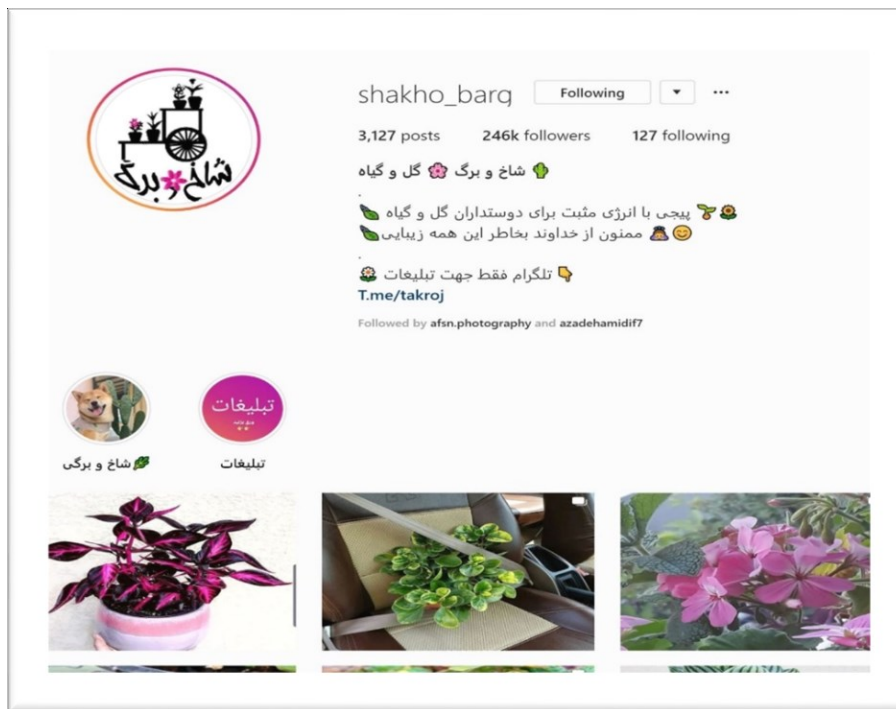 شاخ و برگ
shakho_barg Following
3,127 posts 246k followers 127 following
🌵 شاخ و برگ 🌸 گل و گیاه
.
🌻🌱 پیجی با انرژی مثبت برای دوستداران گل و گیاه 🍃
😊🙇 ممنون از خداوند بخاطر این همه زیبایی🍃
.
👇 تلگرام فقط جهت تبلیغات 🌼
T.me/takroj
Followed by afsn.photography and azadehamidif7
تبلیغات
🌿شاخ و برگی
تبلیغات